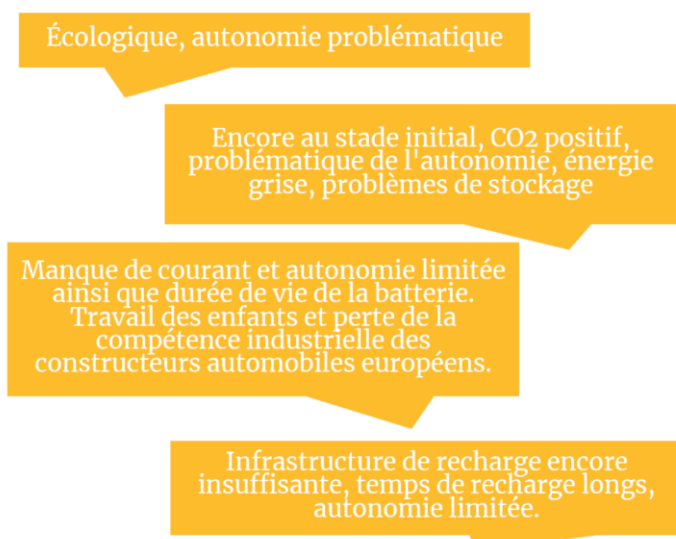 Écologique, autonomie problématique
Encore au stade initial, CO2 positif,
problématique de l'autonomie, énergie
grise, problèmes de stockage
Manque de courant et autonomie limitée
ainsi que durée de vie de la batterie.
Travail des enfants et perte de la
compétence industrielle des
constructeurs automobiles européens.
Infrastructure de recharge encore
insuffisante, temps de recharge longs,
autonomie limitée.